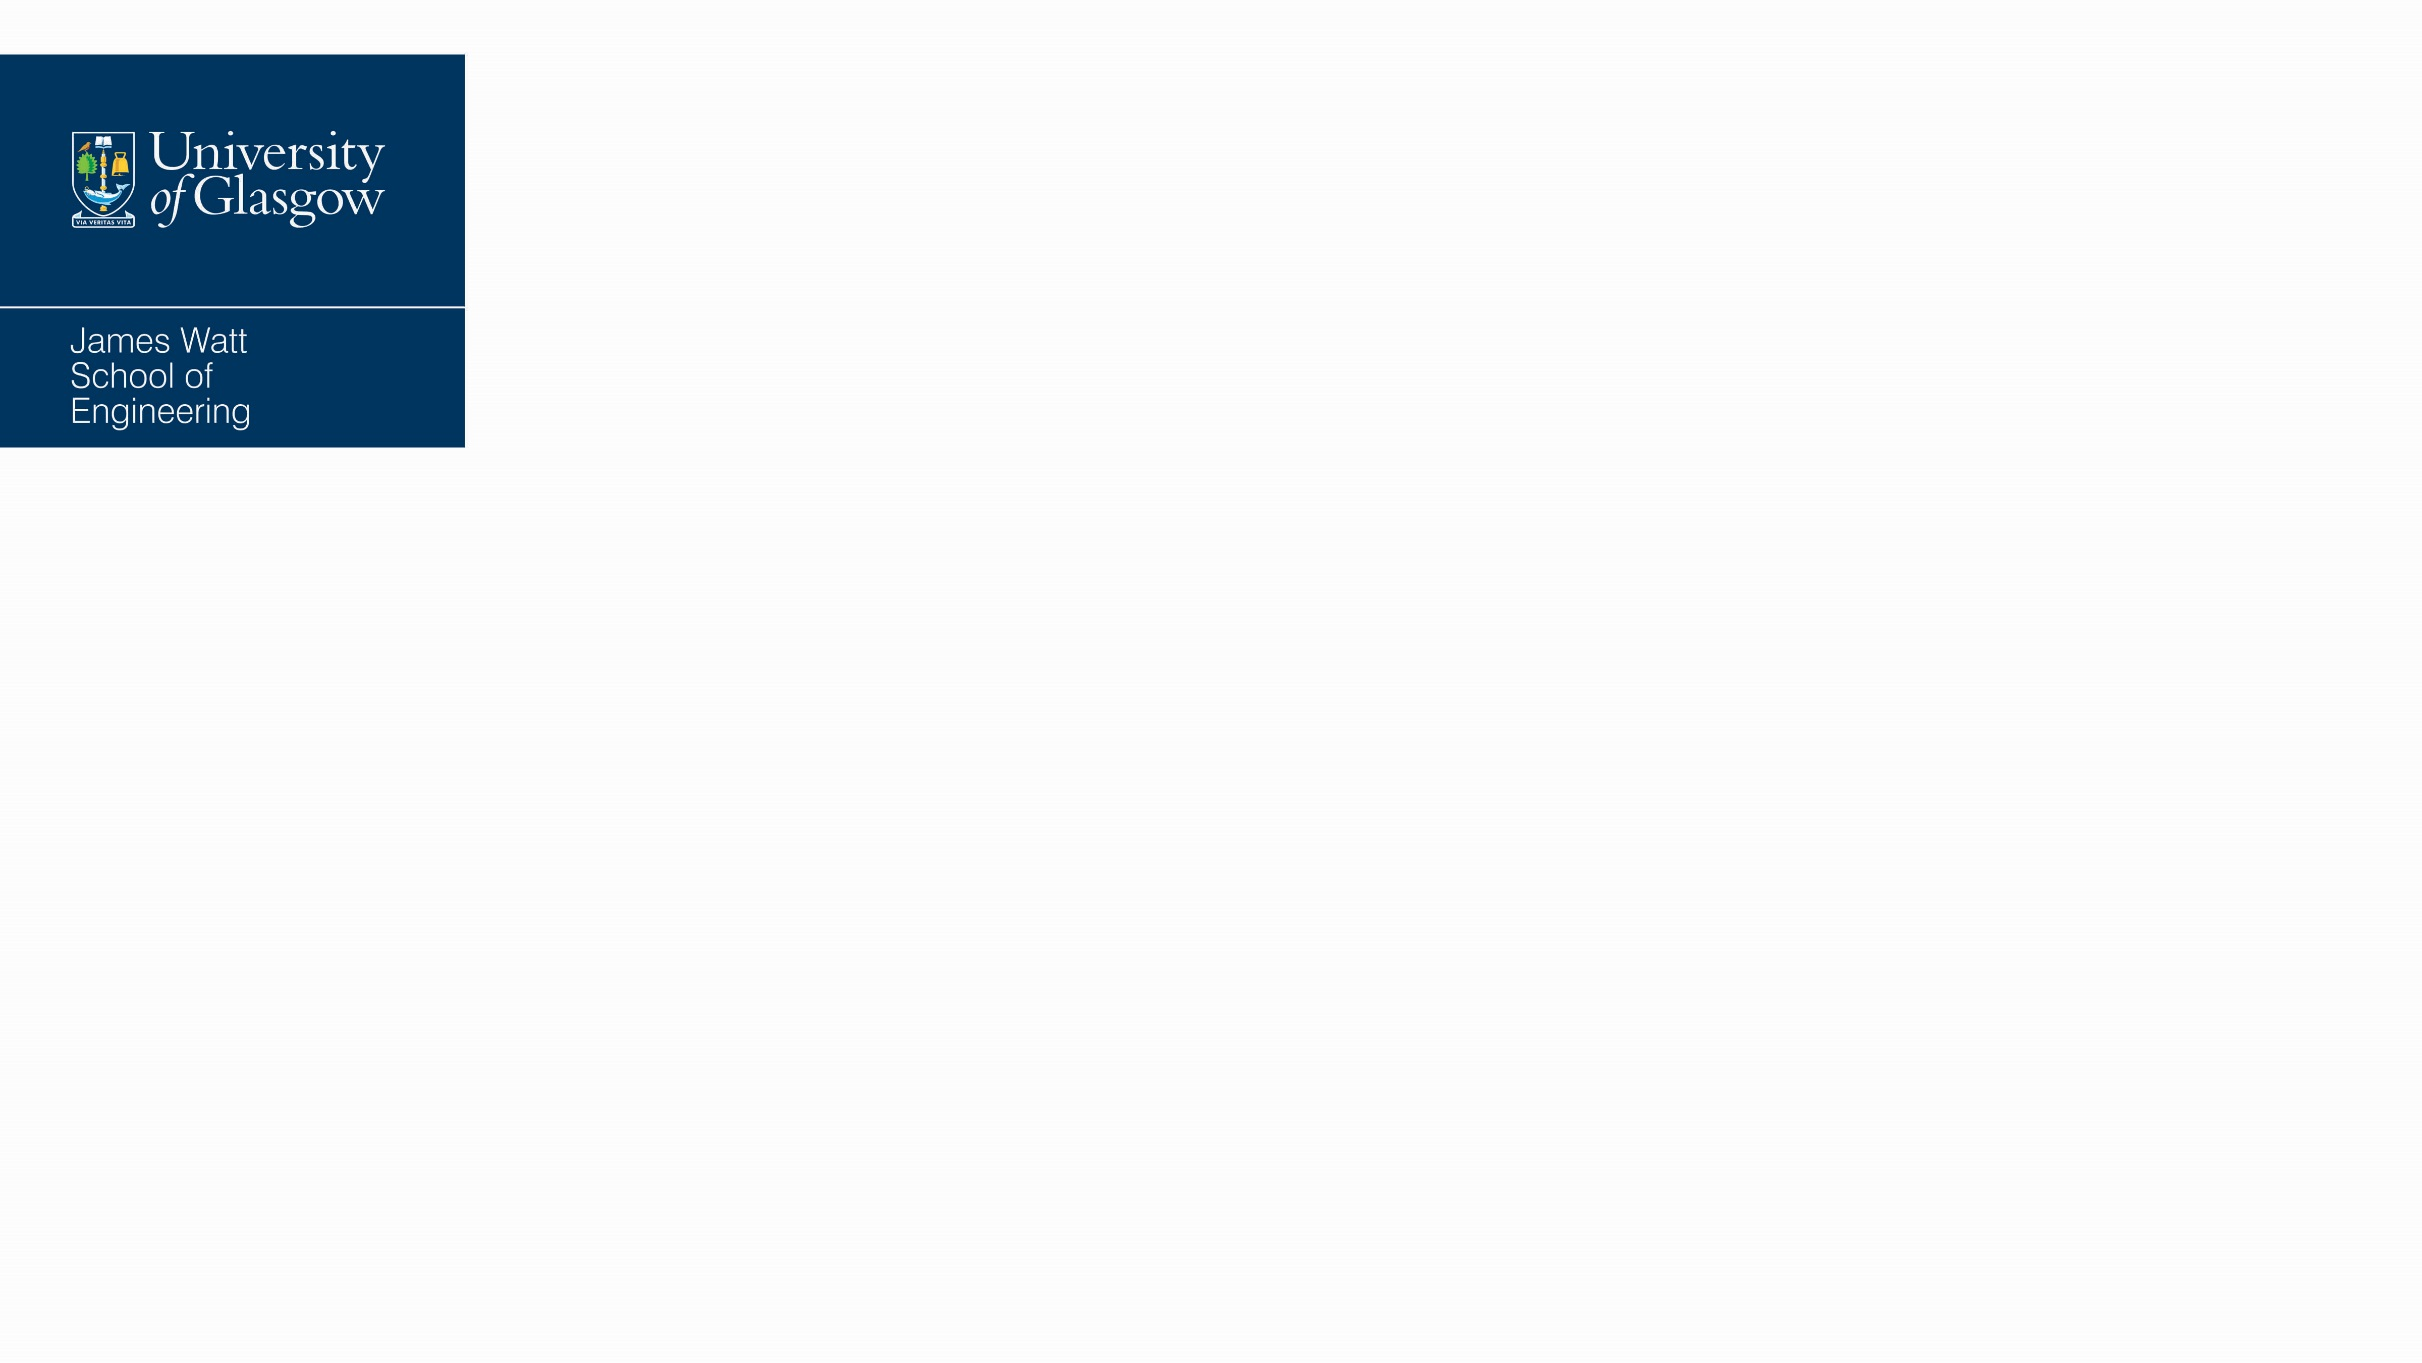 University
of Glasgow
VIA VERITAS VITA
James Watt
School of
Engineering